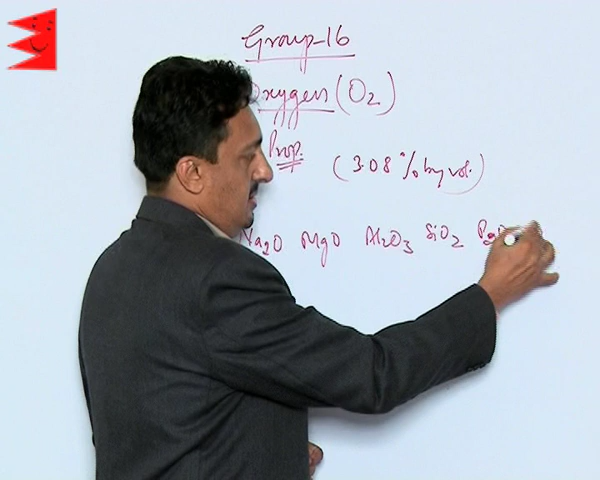 Group-16
Oxygen (O2)
Prop. (3.08 % by vol.)
Na2O MgO Al2O3 SiO2